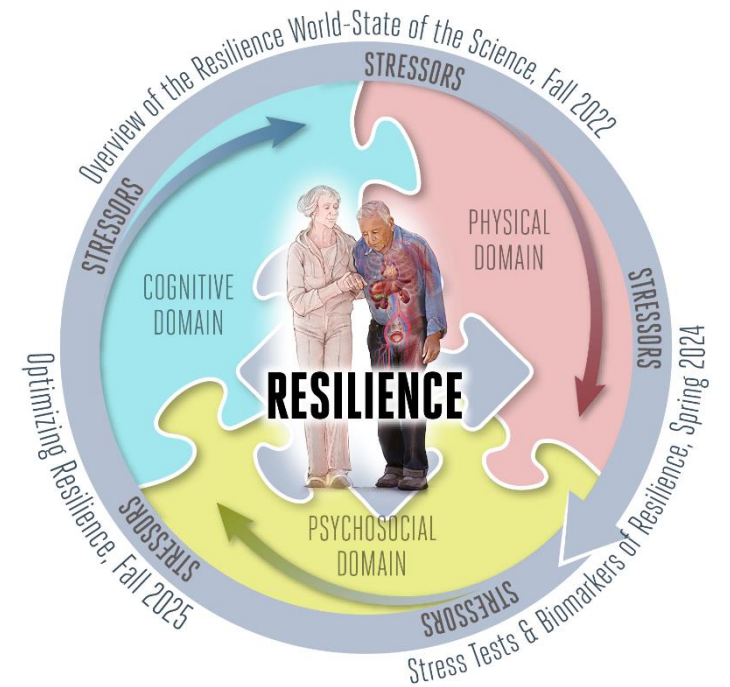 Overview of the Resilience World-State of the Science, Fall 2022
STRESSORS
STRESSORS
PHYSICAL
DOMAIN
COGNITIVE
DOMAIN
STRESSORS
RESILIENCE
PSYCHOSOCIAL
DOMAIN
STRESSORS
STRESSORS
Stress Tests & Biomarkers of Resilience, Spring 2024
Optimizing Resilience, Fall 2025